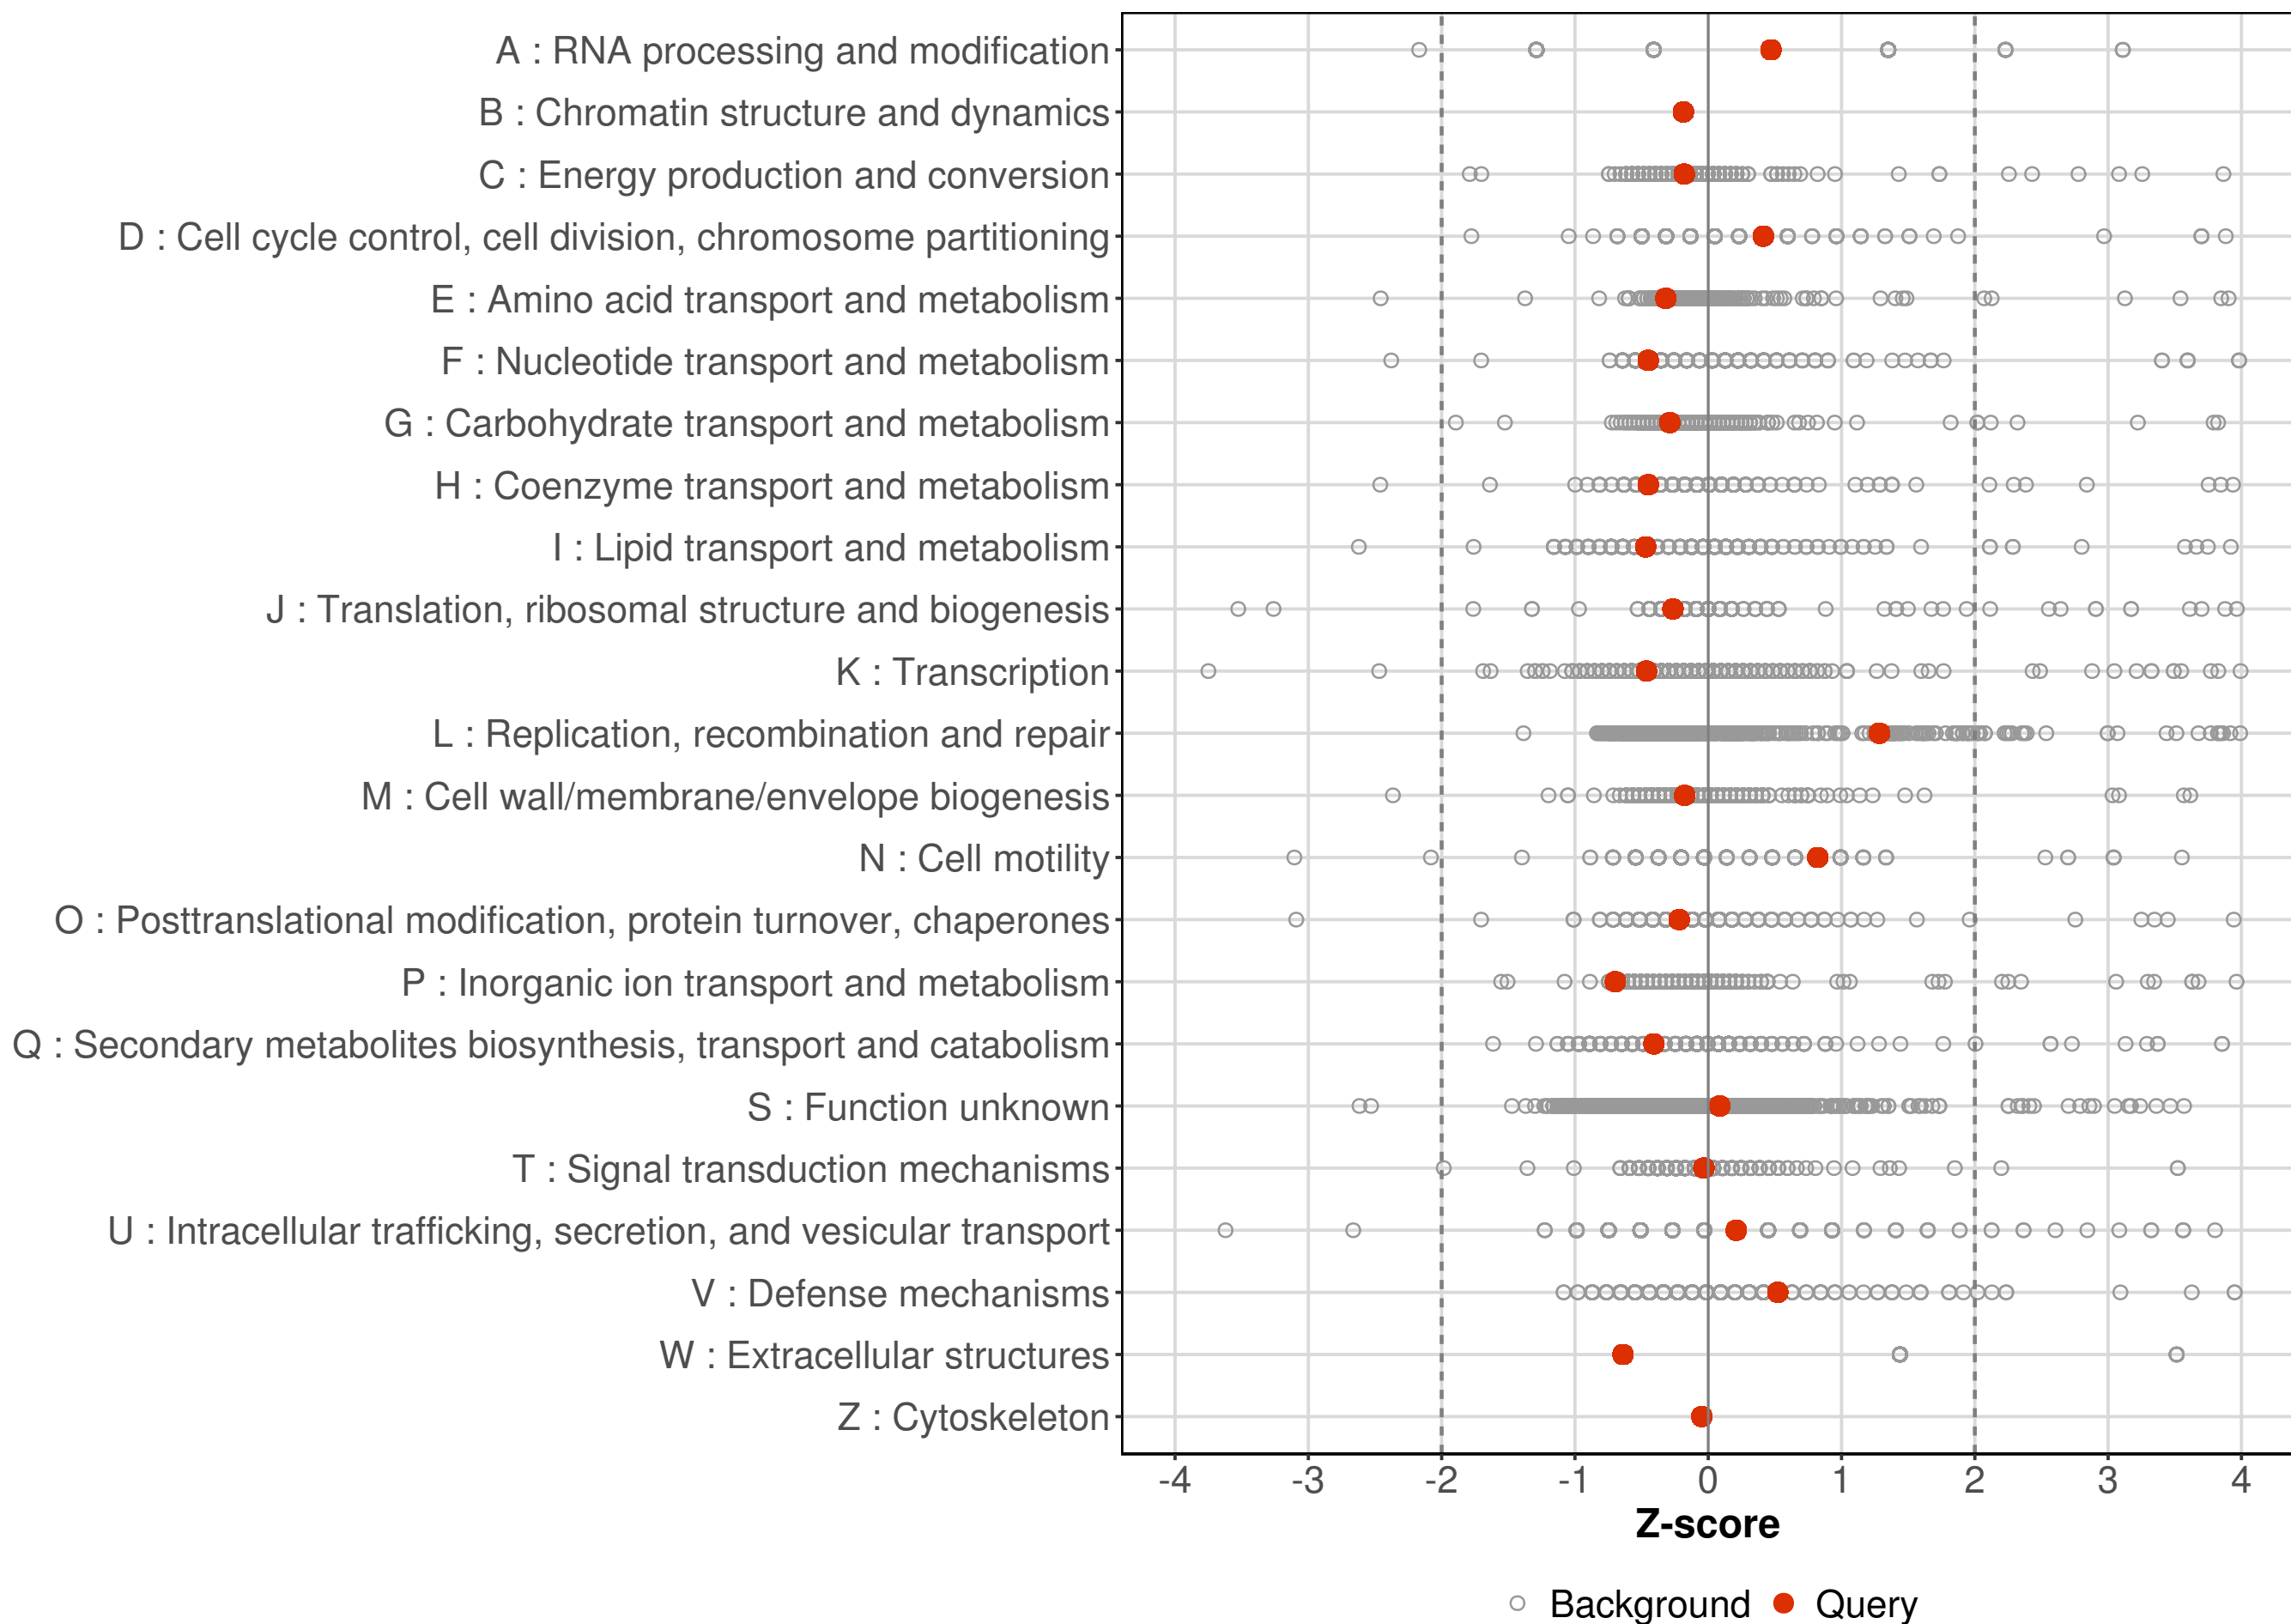 A : RNA processing and modification
B : Chromatin structure and dynamics
C : Energy production and conversion
D : Cell cycle control, cell division, chromosome partitioning
E : Amino acid transport and metabolism
F : Nucleotide transport and metabolism
G : Carbohydrate transport and metabolism
H : Coenzyme transport and metabolism
I : Lipid transport and metabolism
J : Translation, ribosomal structure and biogenesis
K : Transcription
L : Replication, recombination and repair
M : Cell wall/membrane/envelope biogenesis
N : Cell motility
O : Posttranslational modification, protein turnover, chaperones
P : Inorganic ion transport and metabolism
Q : Secondary metabolites biosynthesis, transport and catabolism
S : Function unknown
T : Signal transduction mechanisms
U : Intracellular trafficking, secretion, and vesicular transport
V : Defense mechanisms
W : Extracellular structures
Z : Cytoskeleton
-4 -3 -2 -1 0 1 2 3 4
Z-score
Background Query